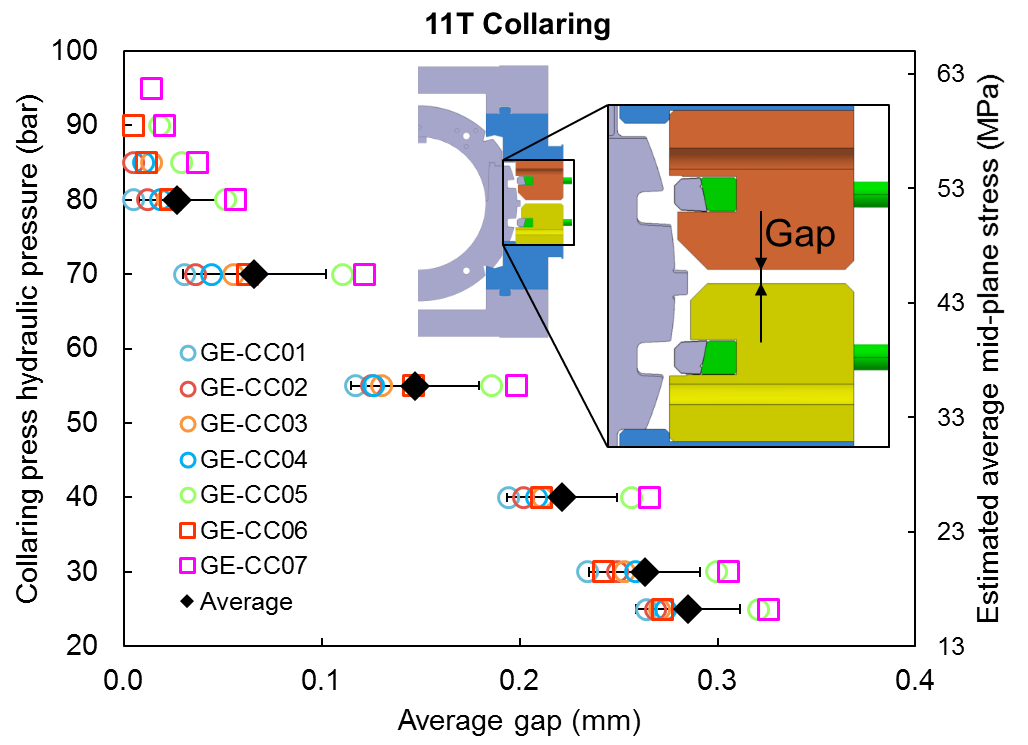 11T Collaring
Collaring press hydraulic pressure (bar)
100
90
80
70
60
50
40
30
20
GE-CC01
GE-CC02
GE-CC03
GE-CC04
GE-CC05
GE-CC06
GE-CC07
Average
Gap
63
53
43
33
23
13
Estimated average mid-plane stress (MPa)
0.0 0.1 0.2 0.3 0.4
Average gap (mm)